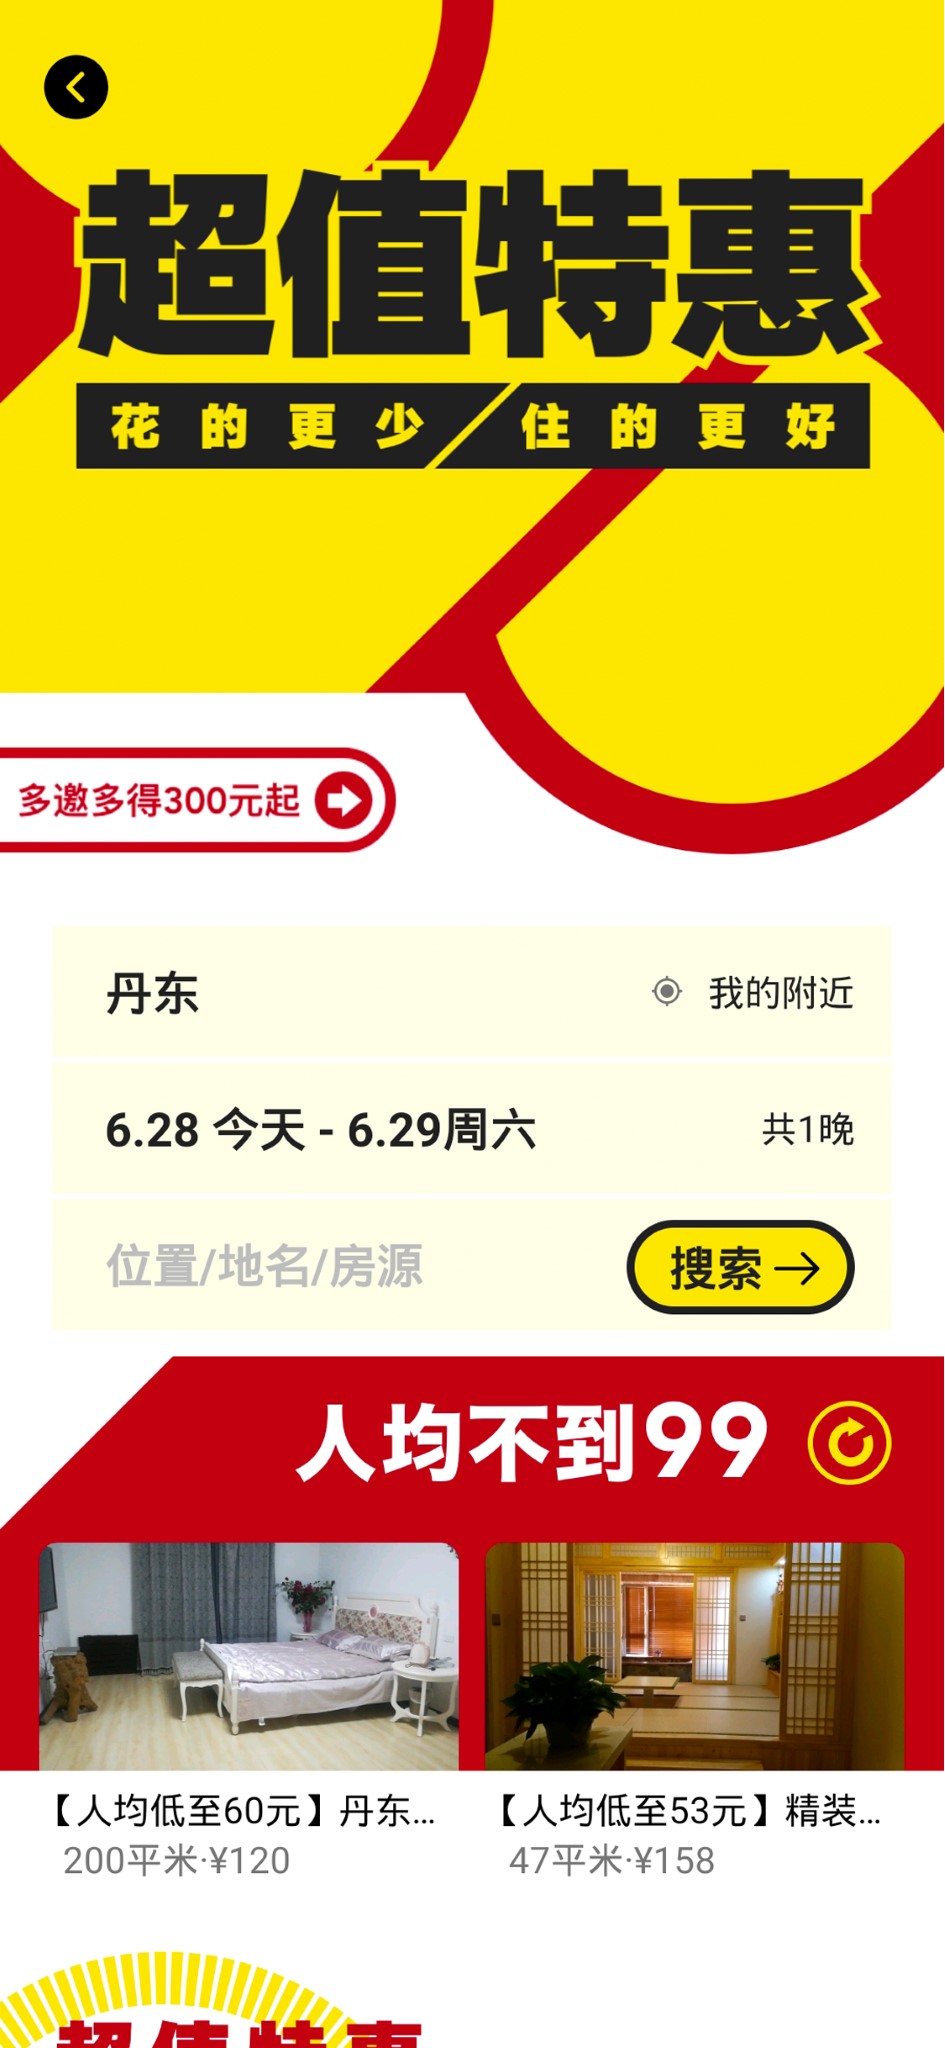 超值特惠
花的更少/住的更好
多邀多得300元起
丹东
我的附近
6.28 今天 - 6.29周六
共1晚
位置/地名/房源
搜索
人均不到99
【人均低至60元】丹东...
200平米·¥120
【人均低至53元】精装...
47平米·¥158
超值特惠